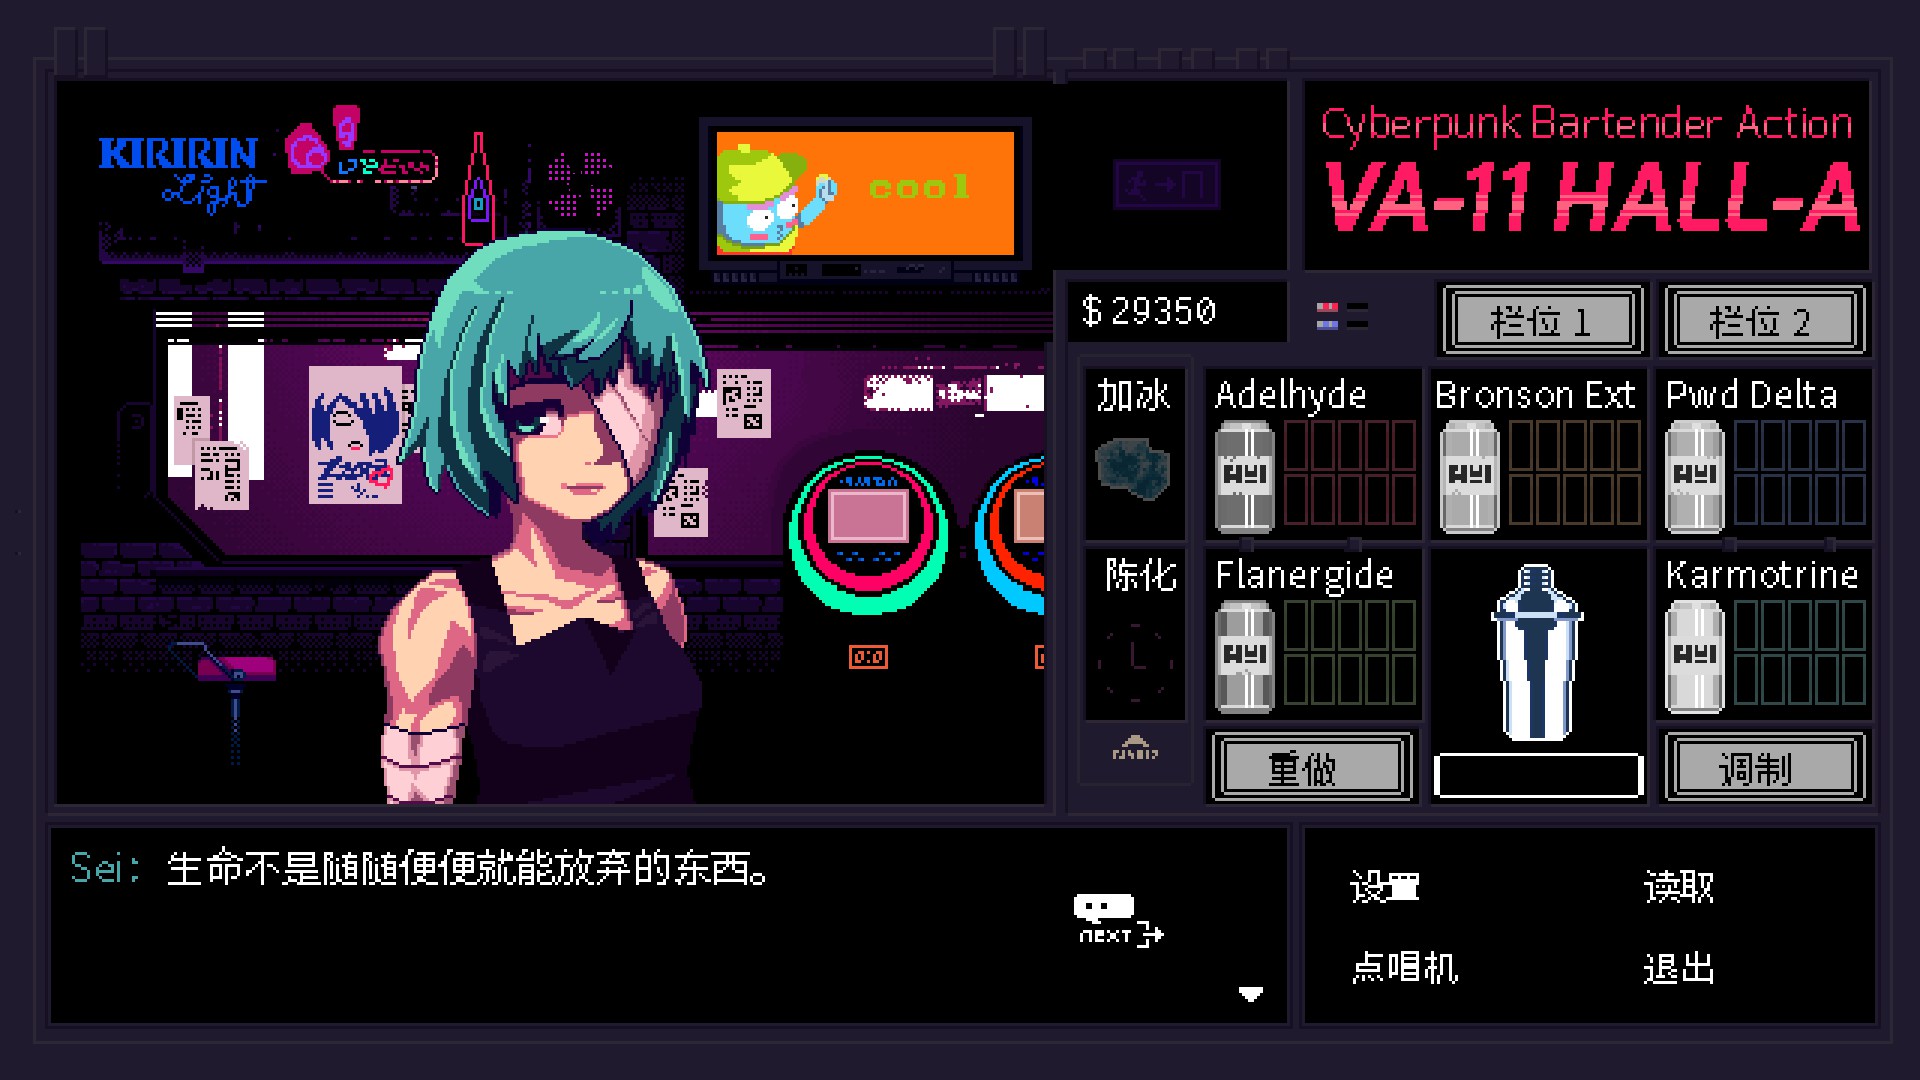 KIRIRIN
Light
cool
Cyberpunk Bartender Action
VA-11 HALL-A
$ 29350
栏位 1
栏位 2
加冰
Adelhyde
Bronson Ext
Pwd Delta
陈化
Flanergide
Karmotrine
重做
调制
Sei: 生命不是随随便便就能放弃的东西。
NEXT
设置
读取
点唱机
退出